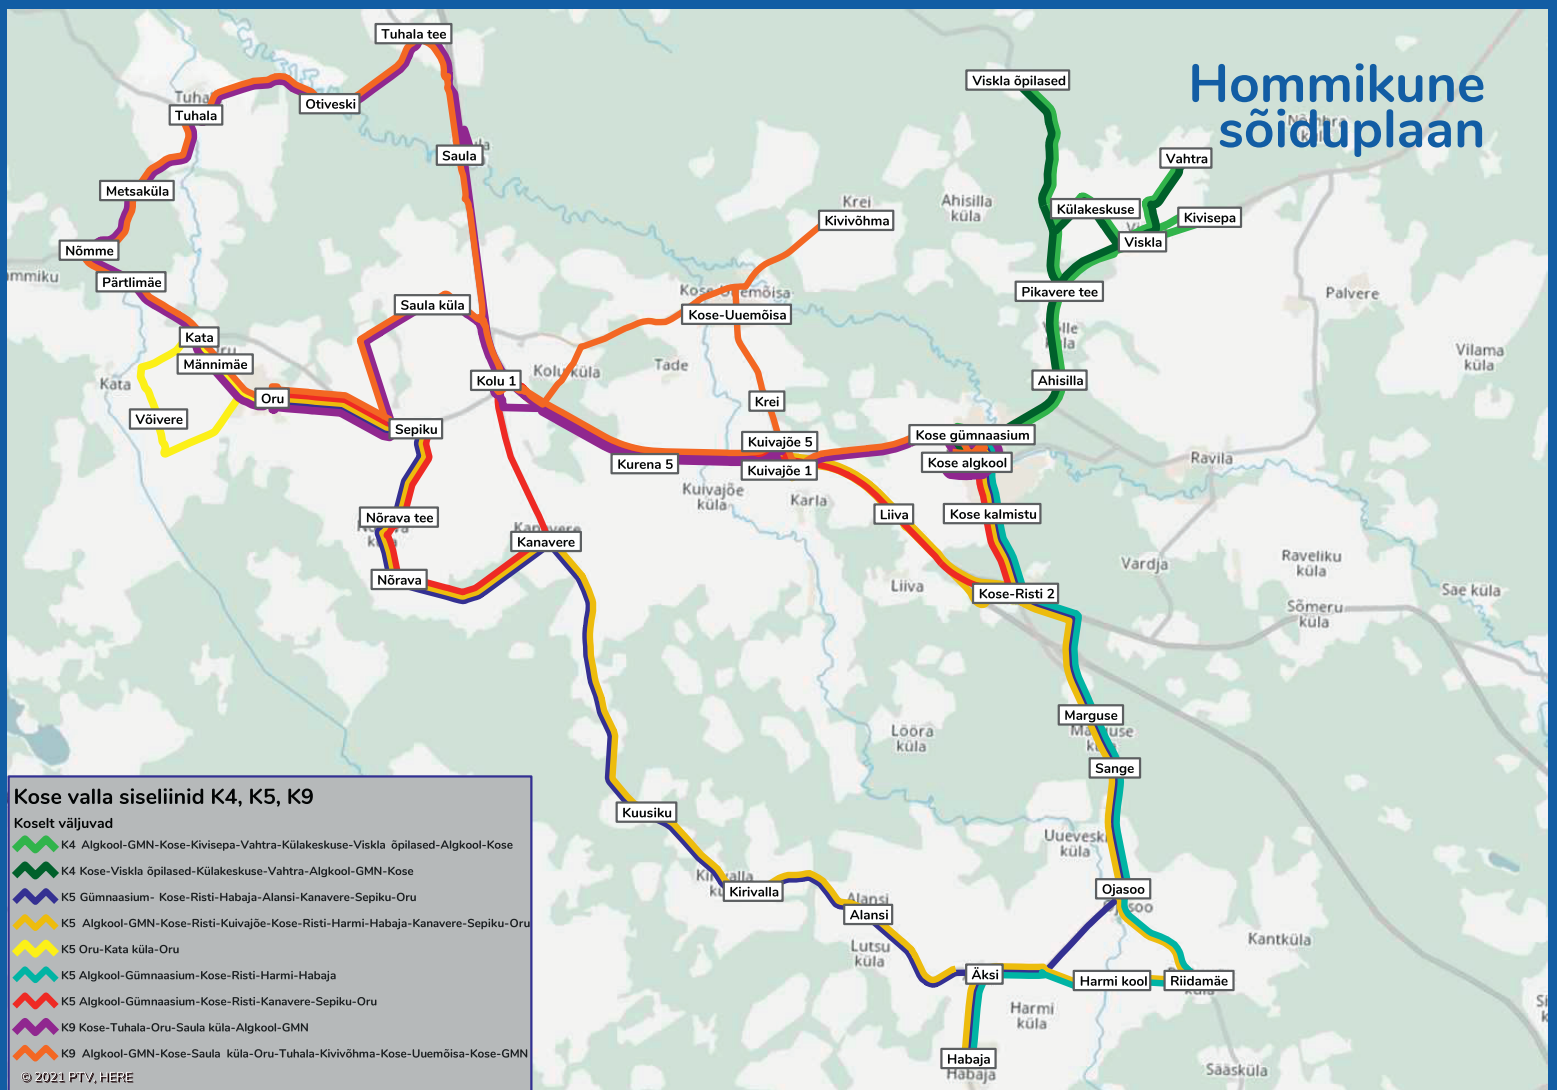 Hommikune
sõiduplaan
Tuhala tee
Viskla õpilased
Otiveski
Tuhala
Saula
Vahtra
Metsaküla
Krei
Kivivõhma
Ahisilla
küla
Külakeskuse
Kivisepa
Viskla
Nõmme
Pärtlimäe
Pikavere tee
Palvere
Saula küla
Kose-Uuemõisa
Kose-Uuemõisa
Kata
Männimäe
Vilama
küla
Tade
Kolu küla
Kolu 1
Ahisilla
Kata
Oru
Krei
Võivere
Sepiku
Kose gümnaasium
Kuivajõe 5
Kurena 5
Kuivajõe 1
Kose algkool
Ravila
Kuivajõe
küla
Karla
Liiva
Kose kalmistu
Nõrava tee
Kanavere
Kanavere
Vardja
Raveliku
küla
Nõrava
Liiva
Kose-Risti 2
Sae küla
Sõmeru
küla
Marguse
Lööra
küla
Sange
Kuusiku
Uueveski
küla
Kirivalla
Ojasoo
Alansi
Alansi
Lutsu
küla
Kantküla
Äksi
Harmi kool
Riidamäe
Harmi
küla
Habaja
Habaja
Sääsküla
Kose valla siseliinid K4, K5, K9
Koselt väljuvad
K4 Algkool-GMN-Kose-Kivisepa-Vahtra-Külakeskuse-Viskla õpilased-Algkool-Kose
K4 Kose-Viskla õpilased-Külakeskuse-Vahtra-Algkool-GMN-Kose
K5 Gümnaasium- Kose-Risti-Habaja-Alansi-Kanavere-Sepiku-Oru
K5 Algkool-GMN-Kose-Risti-Kuivajõe-Kose-Risti-Harmi-Habaja-Kanavere-Sepiku-Oru
K5 Oru-Kata küla-Oru
K5 Algkool-Gümnaasium-Kose-Risti-Harmi-Habaja
K5 Algkool-Gümnaasium-Kose-Risti-Kanavere-Sepiku-Oru
K9 Kose-Tuhala-Oru-Saula küla-Algkool-GMN
K9 Algkool-GMN-Kose-Saula küla-Oru-Tuhala-Kivivõhma-Kose-Uuemõisa-Kose-GMN
© 2021 PTV, HERE